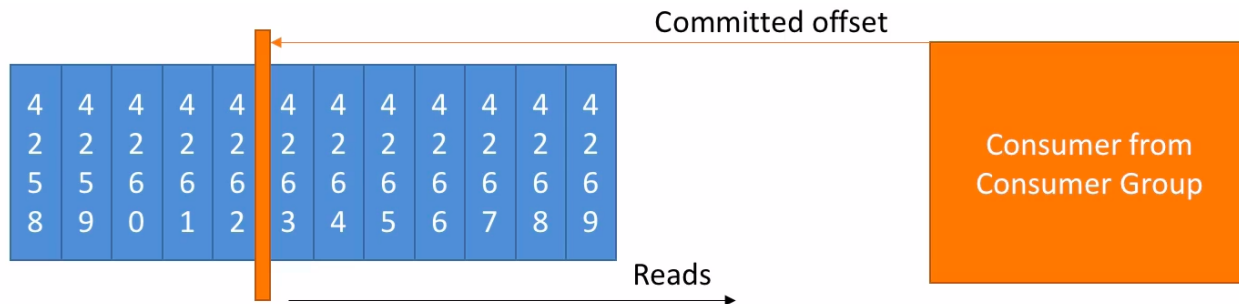 Committed offset
4258 4259 4260 4261 4262 4263 4264 4265 4266 4267 4268 4269
Consumer from
Consumer Group
Reads